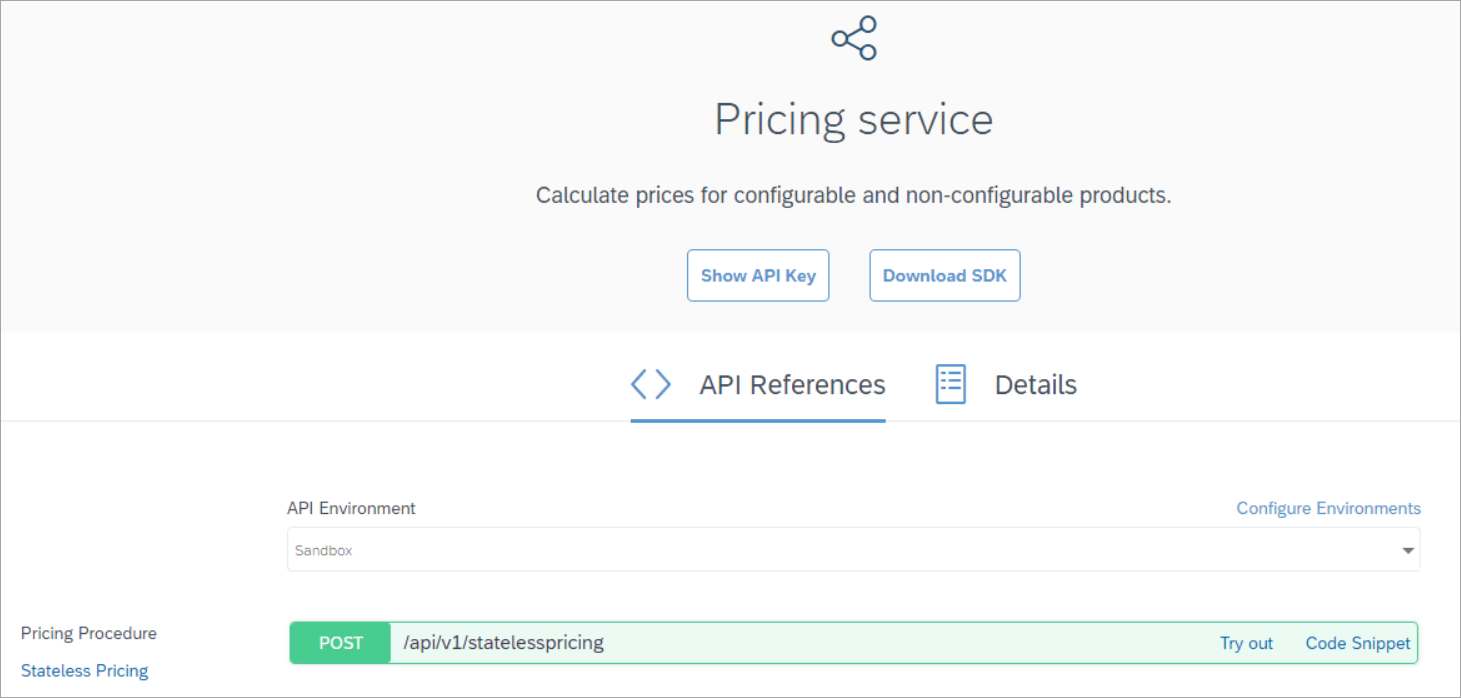 Pricing service
Calculate prices for configurable and non-configurable products.
Show API Key Download SDK
API References Details
API Environment Configure Environments
Sandbox
Pricing Procedure
POST /api/v1/statelesspricing Try out Code Snippet
Stateless Pricing